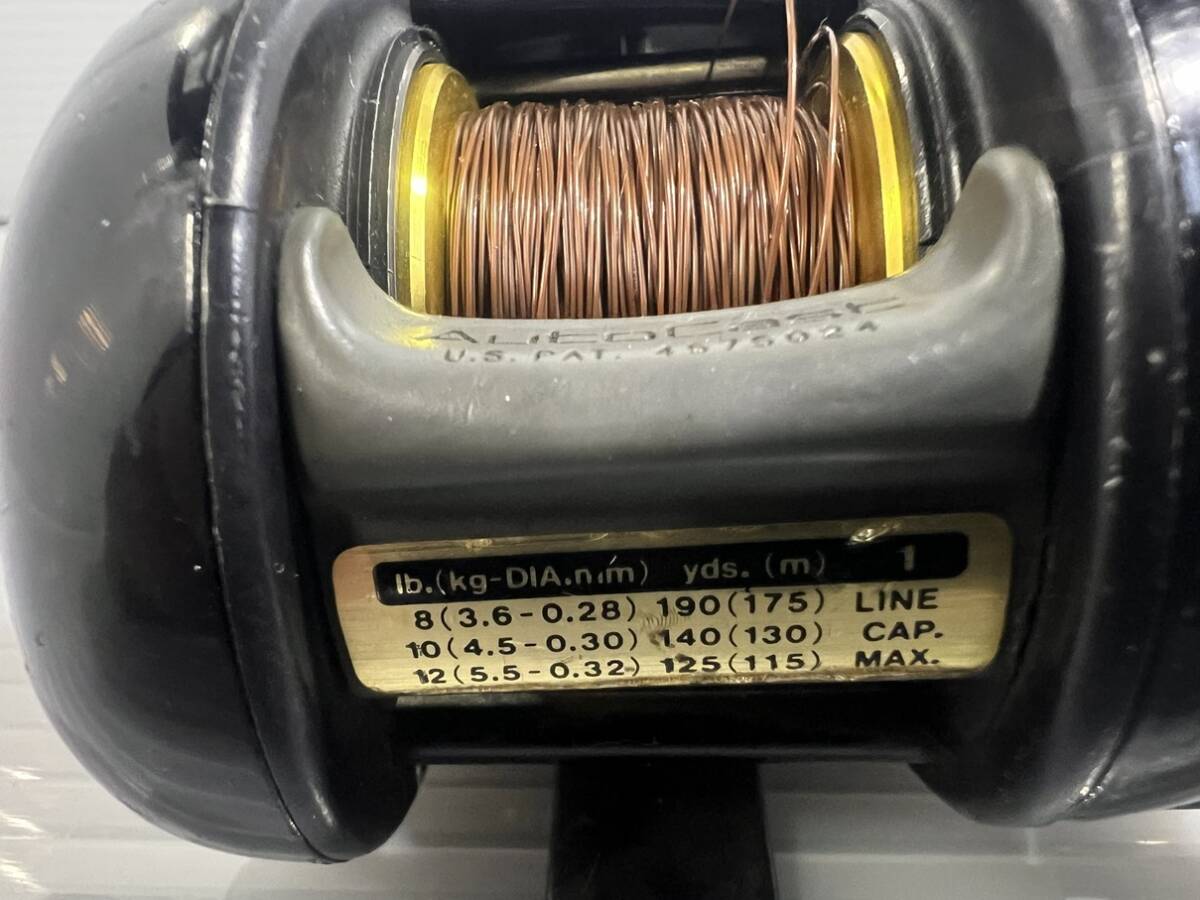 AutoCast
U.S. PAT. 4575024
lb.(kg-DIA.mm) yds. (m) 1
8(3.6-0.28) 190(175) LINE
10(4.5-0.30) 140(130) CAP.
12(5.5-0.32) 125(115) MAX.